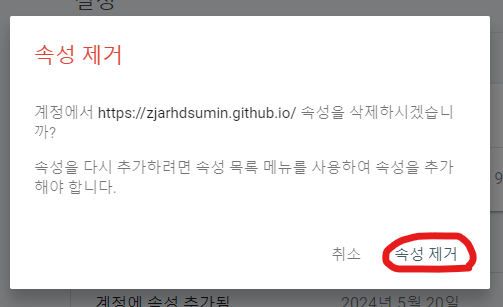 설정
속성 제거
계정에서 https://zjarhdsumin.github.io/ 속성을 삭제하시겠습니
까?
속성을 다시 추가하려면 속성 목록 메뉴를 사용하여 속성을 추가
해야 합니다.
9
취소 속성 제거
계정에 속성 추가됨 2024년 5월 20일